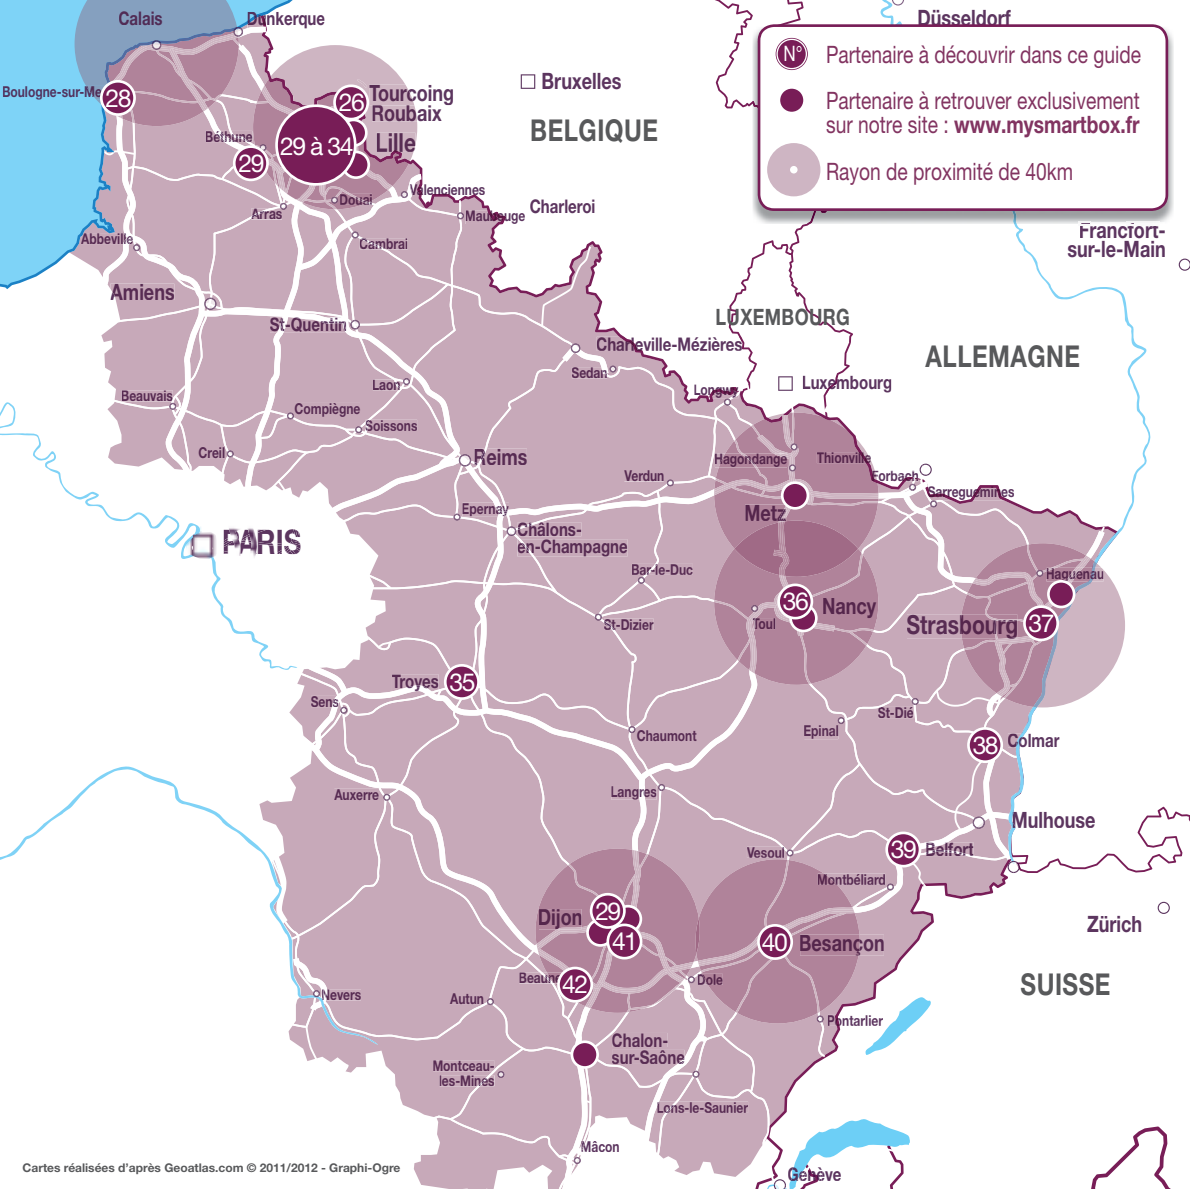 Calais
Dunkerque
Düsseldorf
N°
Partenaire à découvrir dans ce guide
Partenaire à retrouver exclusivement
sur notre site : www.mysmartbox.fr
Rayon de proximité de 40km
Boulogne-sur-Me
28
26
Tourcoing
Roubaix
Bruxelles
BELGIQUE
Béthune
29
29 à 34
Lille
Valenciennes
Douai
Arras
Maubeuge
Charleroi
Abbeville
Cambrai
Francfort-
sur-le-Main
Amiens
St-Quentin
LUXEMBOURG
Charleville-Mézières
ALLEMAGNE
Sedan
Laon
Longwy
Luxembourg
Beauvais
Compiègne
Soissons
Creil
Reims
Verdun
Hagondange
Thionville
Forbach
Sarreguemines
Epernay
Metz
Châlons-
en-Champagne
PARIS
Bar-le-Duc
Haguenau
36
Nancy
St-Dizier
Toul
Strasbourg
37
Troyes
35
Sens
St-Dié
Epinal
Chaumont
38
Colmar
Langres
Auxerre
Mulhouse
Vesoul
39
Belfort
Montbéliard
Dijon
29
41
40
Besançon
Zürich
Beaune
42
Dole
SUISSE
Nevers
Autun
Pontarlier
Chalon-
sur-Saône
Montceau-
les-Mines
Lons-le-Saunier
Mâcon
Cartes réalisées d'après Geoatlas.com © 2011/2012 - Graphi-Ogre
Genève